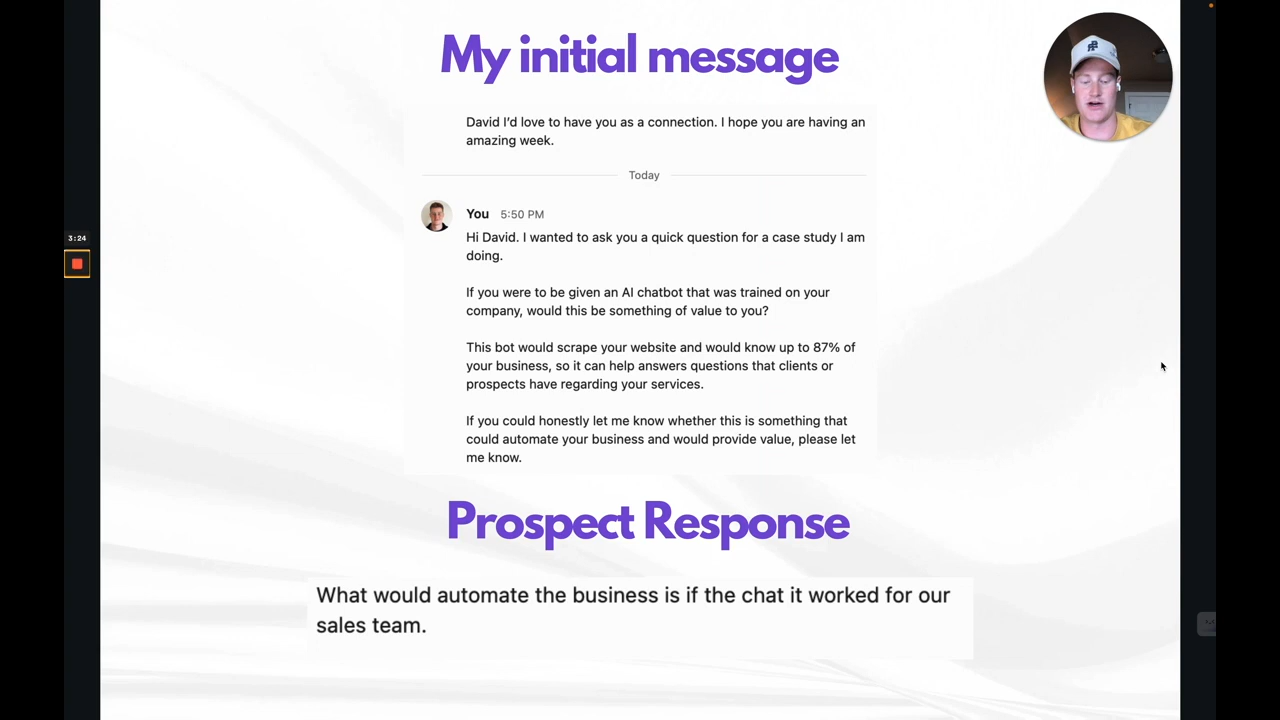 My initial message
David I’d love to have you as a connection. I hope you are having an
amazing week.
Today
You 5:50 PM
Hi David. I wanted to ask you a quick question for a case study I am
doing.
If you were to be given an AI chatbot that was trained on your
company, would this be something of value to you?
This bot would scrape your website and would know up to 87% of
your business, so it can help answers questions that clients or
prospects have regarding your services.
If you could honestly let me know whether this is something that
could automate your business and would provide value, please let
me know.
3:24
Prospect Response
What would automate the business is if the chat it worked for our
sales team.